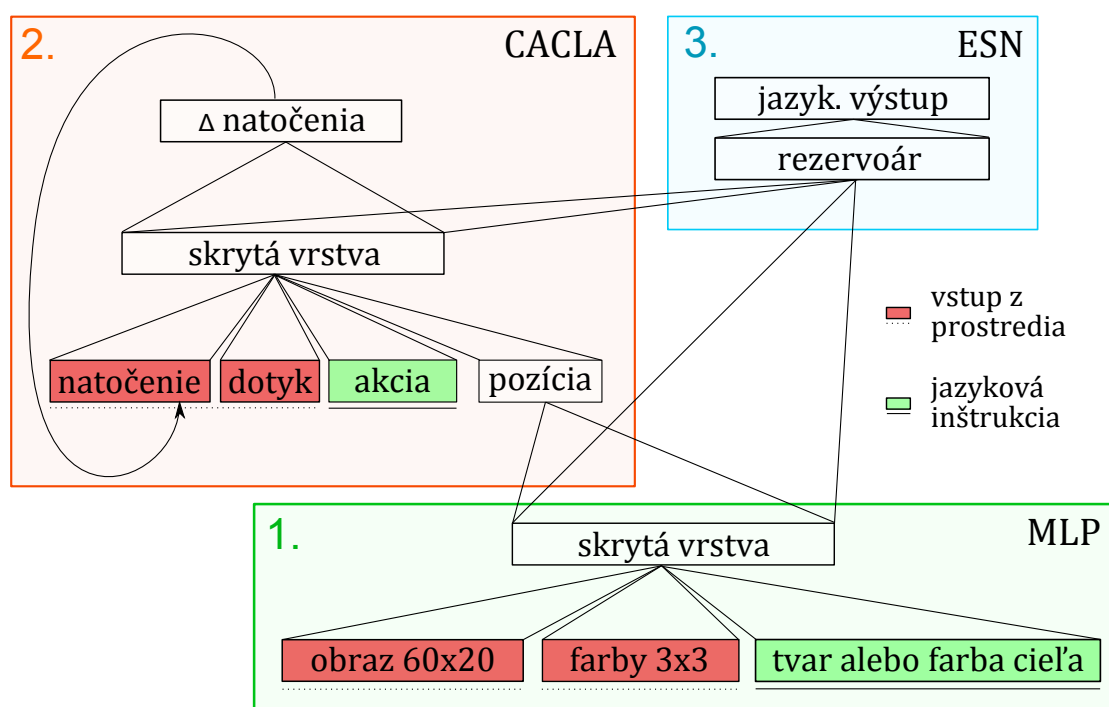 2.
CACLA
Δ natočenia
skrytá vrstva
natočenie
dotyk
akcia
pozícia
3.
ESN
jazyk. výstup
rezervoár
vstup z
prostredia
jazyková
inštrukcia
1.
MLP
skrytá vrstva
obraz 60x20
farby 3x3
tvar alebo farba cieľa